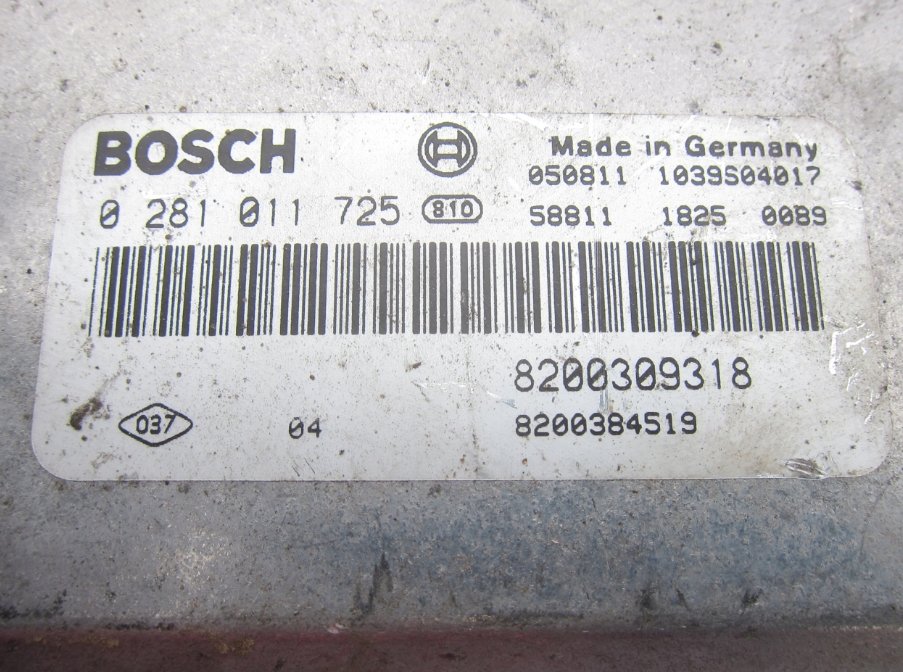 BOSCH
Made in Germany
050811 1039S04017
0 281 011 725 810 58811 1825 0089
8200309318
037 04 8200384519